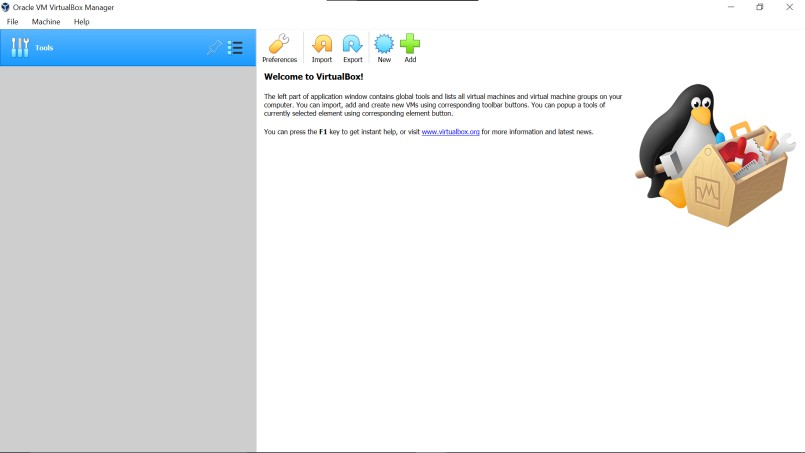 Oracle VM VirtualBox Manager
File Machine Help
Tools
Preferences Import Export New Add
Welcome to VirtualBox!
The left part of application window contains global tools and lists all virtual machines and virtual machine groups on your
computer. You can import, add and create new VMs using corresponding toolbar buttons. You can popup a tools of
currently selected element using corresponding element button.
You can press the F1 key to get instant help, or visit www.virtualbox.org for more information and latest news.